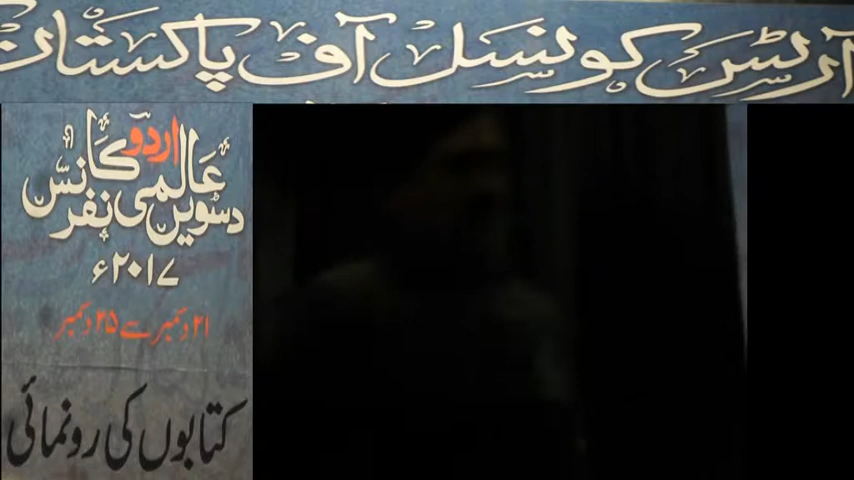 آرٹس کونسل آف پاکستان
دسویں عالمی اردو کانفرنس
۲۰۱۷ء
۲۱ دسمبر سے ۲۵ دسمبر
کتابوں کی رونمائی